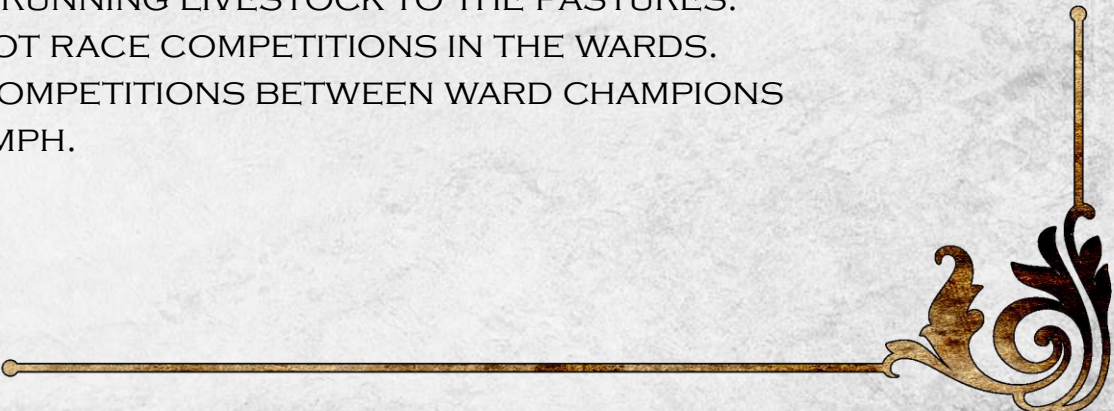 RUNNING LIVESTOCK TO THE PASTURES.
OT RACE COMPETITIONS IN THE WARDS.
OMPETITIONS BETWEEN WARD CHAMPIONS
MPH.